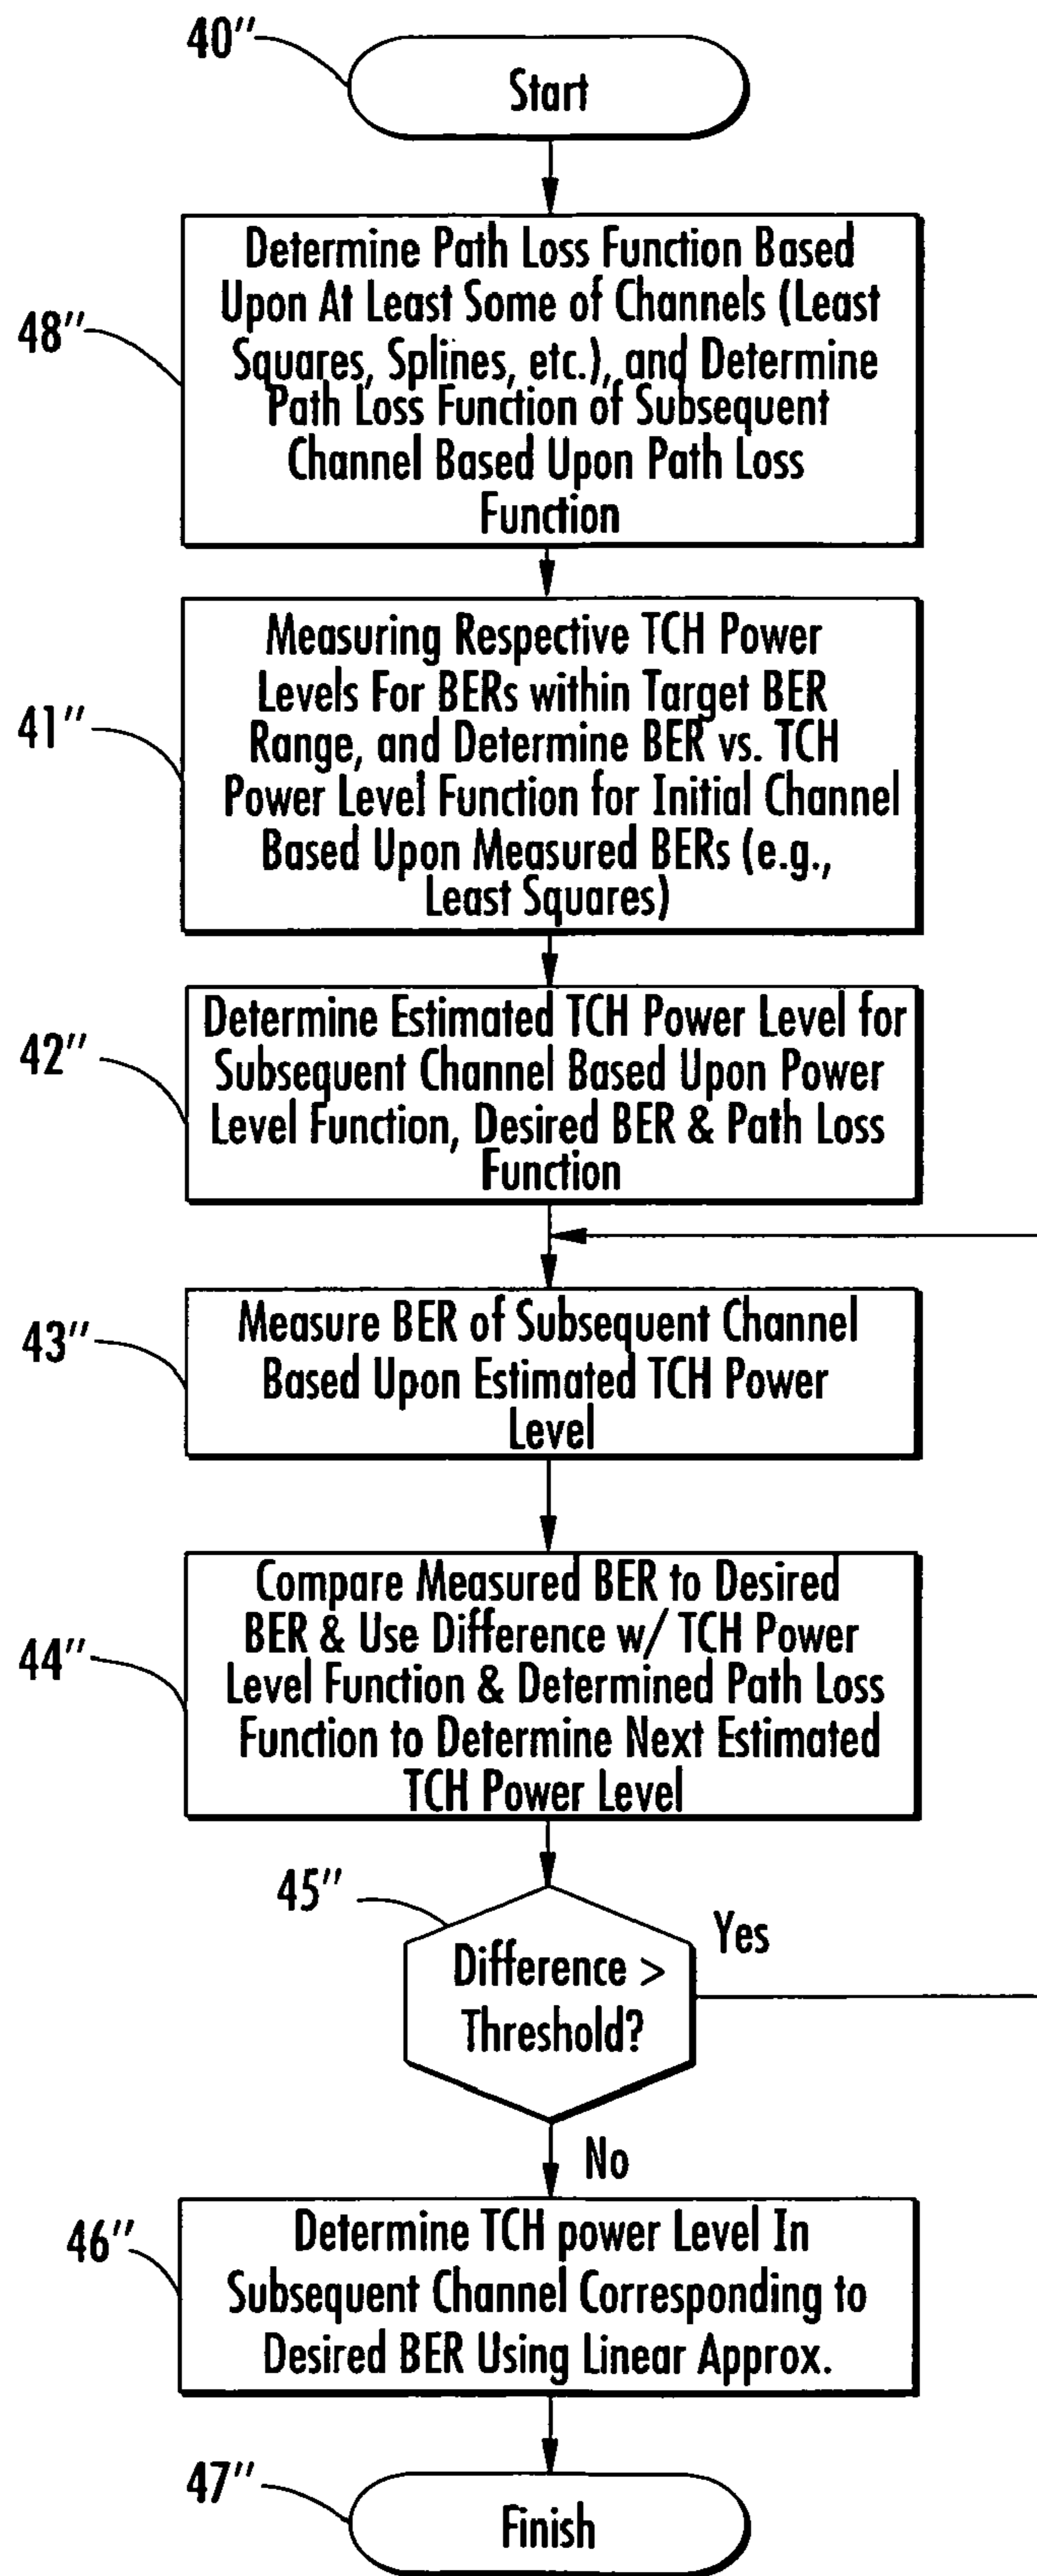 40"
Start
48"
Determine Path Loss Function Based
Upon At Least Some of Channels (Least
Squares, Splines, etc.), and Determine
Path Loss Function of Subsequent
Channel Based Upon Path Loss
Function
41"
Measuring Respective TCH Power
Levels For BERs within Target BER
Range, and Determine BER vs. TCH
Power Level Function for Initial Channel
Based Upon Measured BERs (e.g.,
Least Squares)
42"
Determine Estimated TCH Power Level for
Subsequent Channel Based Upon Power
Level Function, Desired BER & Path Loss
Function
43"
Measure BER of Subsequent Channel
Based Upon Estimated TCH Power
Level
44"
Compare Measured BER to Desired
BER & Use Difference w/ TCH Power
Level Function & Determined Path Loss
Function to Determine Next Estimated
TCH Power Level
45"
Difference >
Threshold?
Yes
No
46"
Determine TCH power Level In
Subsequent Channel Corresponding to
Desired BER Using Linear Approx.
47"
Finish